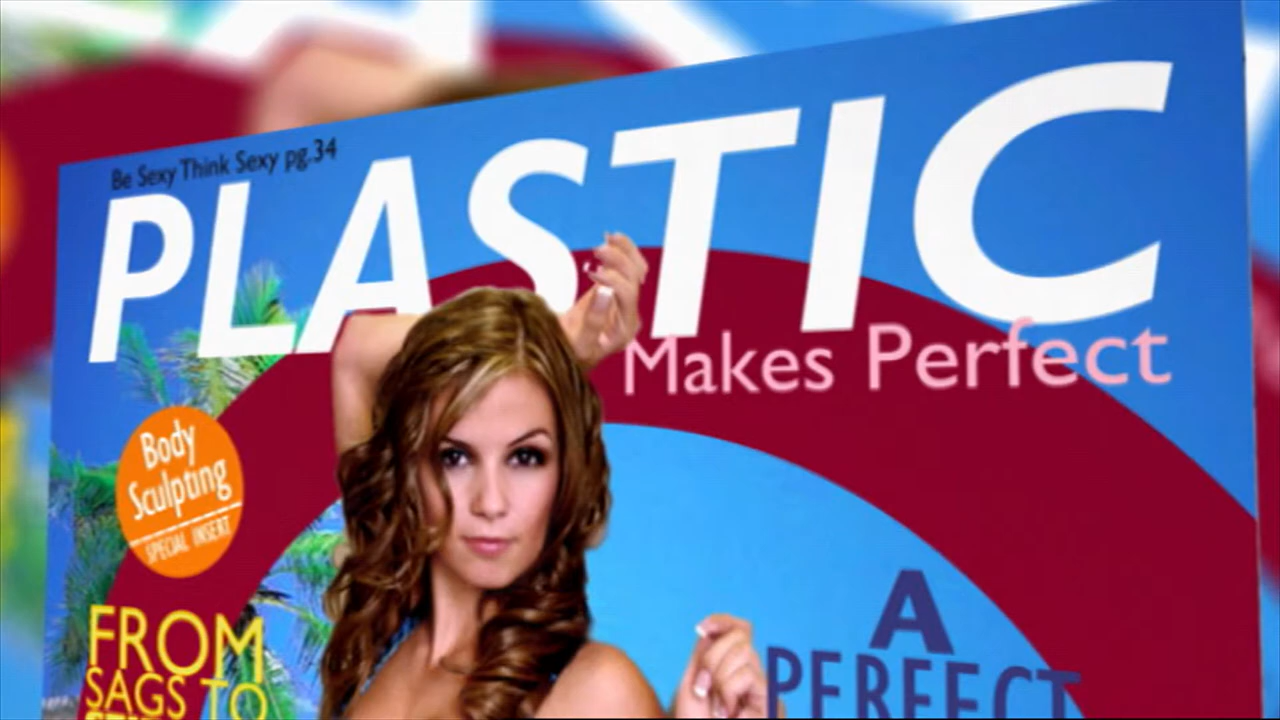 Be Sexy Think Sexy pg.34
PLASTIC
Makes Perfect
Body
Sculpting
SPECIAL INSERT
FROM
SAGS TO
A
PERFECT